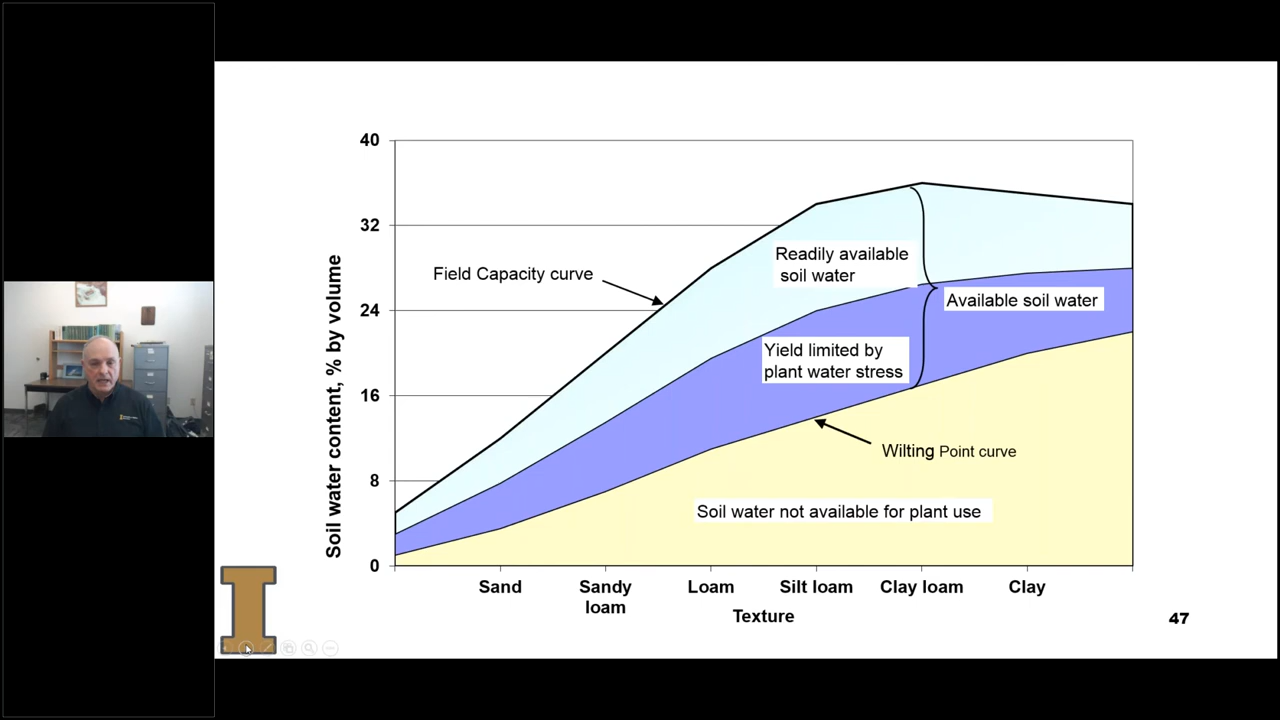 40
32
24
16
8
0
Soil water content, % by volume
Field Capacity curve
Readily available
soil water
Available soil water
Yield limited by
plant water stress
Wilting Point curve
Soil water not available for plant use
Sand
Sandy
loam
Loam
Silt loam
Clay loam
Clay
Texture
47
I